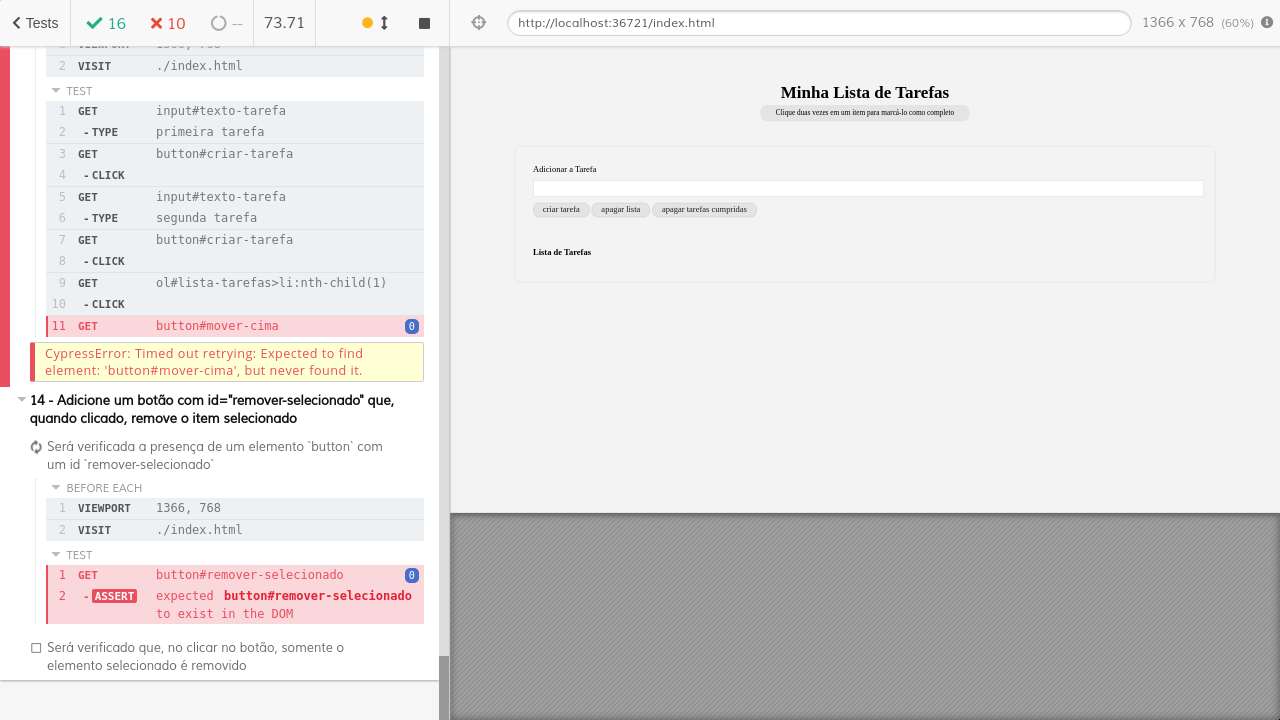 Tests 16 10 -- 73.71
http://localhost:36721/index.html 1366 x 768 (60%)
1 VIEWPORT 1366, 768
2 VISIT ./index.html
TEST
1 GET input#texto-tarefa
2 -TYPE primeira tarefa
3 GET button#criar-tarefa
4 -CLICK
5 GET input#texto-tarefa
6 -TYPE segunda tarefa
7 GET button#criar-tarefa
8 -CLICK
9 GET ol#lista-tarefas>li:nth-child(1)
10 -CLICK
11 GET button#mover-cima 0
CypressError: Timed out retrying: Expected to find
element: 'button#mover-cima', but never found it.
14 - Adicione um botão com id="remover-selecionado" que,
quando clicado, remove o item selecionado
Será verificada a presença de um elemento `button` com
um id `remover-selecionado`
BEFORE EACH
1 VIEWPORT 1366, 768
2 VISIT ./index.html
TEST
1 GET button#remover-selecionado 0
2 -ASSERT expected button#remover-selecionado
to exist in the DOM
Será verificado que, no clicar no botão, somente o
elemento selecionado é removido
Minha Lista de Tarefas
Clique duas vezes em um item para marcá-lo como completo
Adicionar a Tarefa
criar tarefa apagar lista apagar tarefas cumpridas
Lista de Tarefas